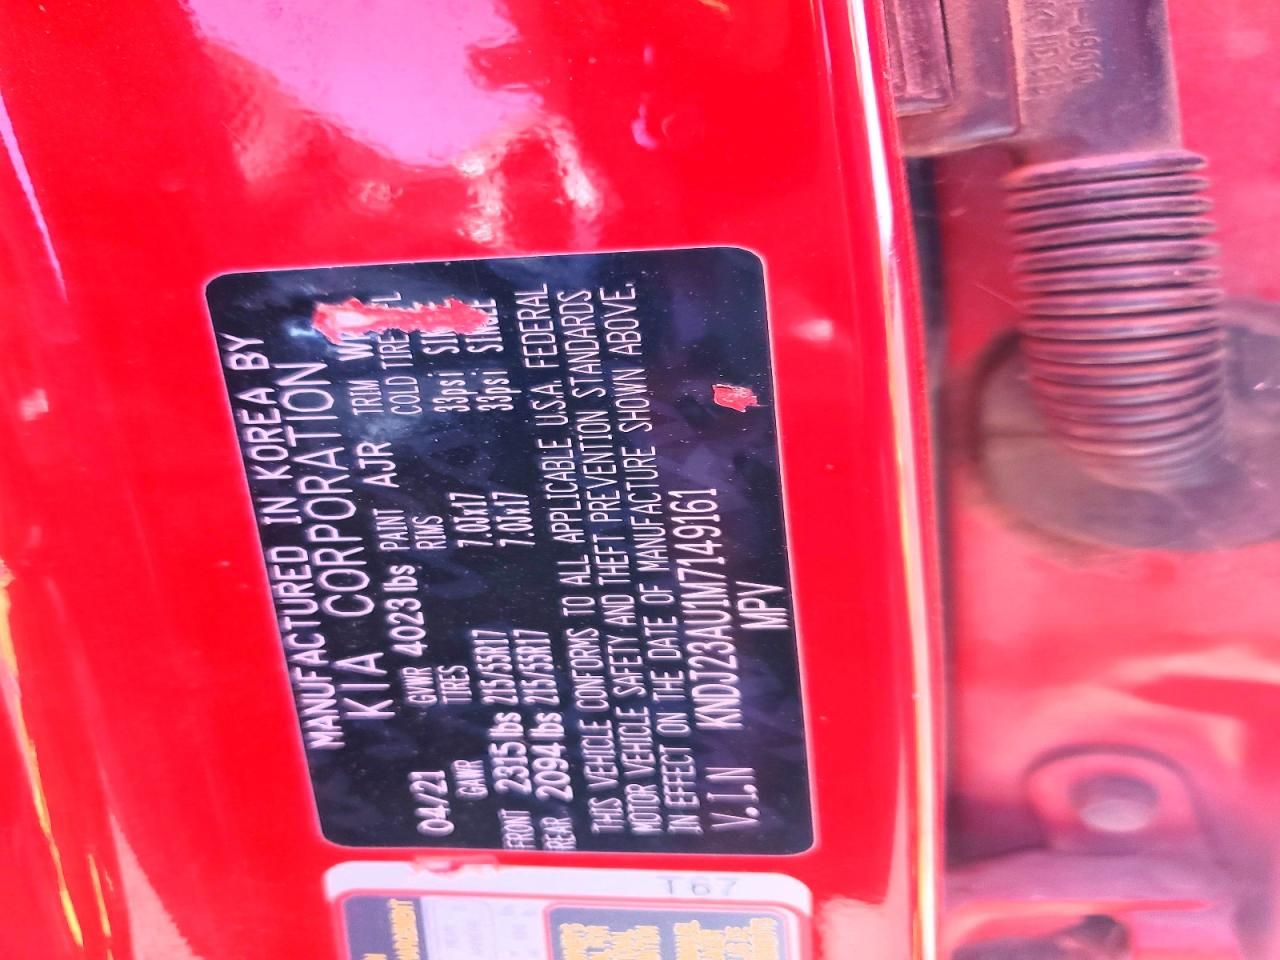 MANUFACTURED IN KOREA BY
KIA CORPORATION
04/21 GVWR 4023 lbs PAINT AJR TRIM
GAWR TIRES RIMS COLD TIRE
FRONT 2315 lbs 215/55R17 7.0Jx17 33psi
REAR 2094 lbs 215/55R17 7.0Jx17 33psi SINGLE
THIS VEHICLE CONFORMS TO ALL APPLICABLE U.S.A. FEDERAL
MOTOR VEHICLE SAFETY AND THEFT PREVENTION STANDARDS
IN EFFECT ON THE DATE OF MANUFACTURE SHOWN ABOVE.
V.I.N KNDJ23AU1M7149161
MPV
T67